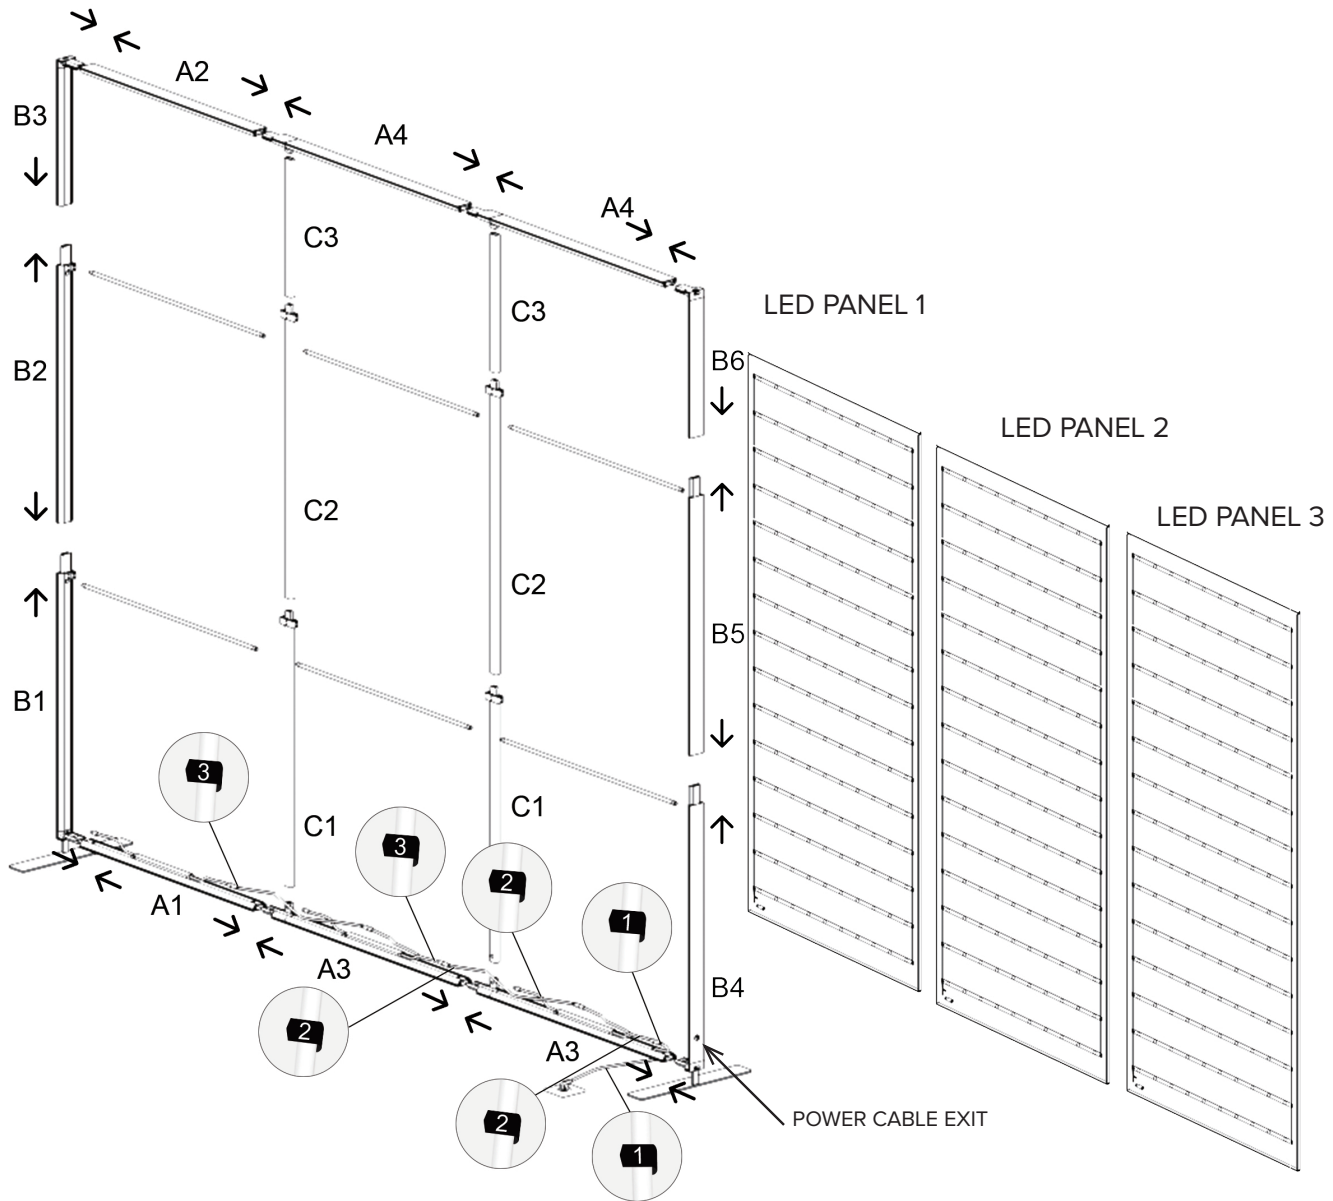 A2
B3
A4
A4
C3
C3
LED PANEL 1
B6
B2
LED PANEL 2
C2
LED PANEL 3
C2
B5
B1
3
C1
C1
3
2
1
A1
A3
B4
2
A3
2
1
POWER CABLE EXIT